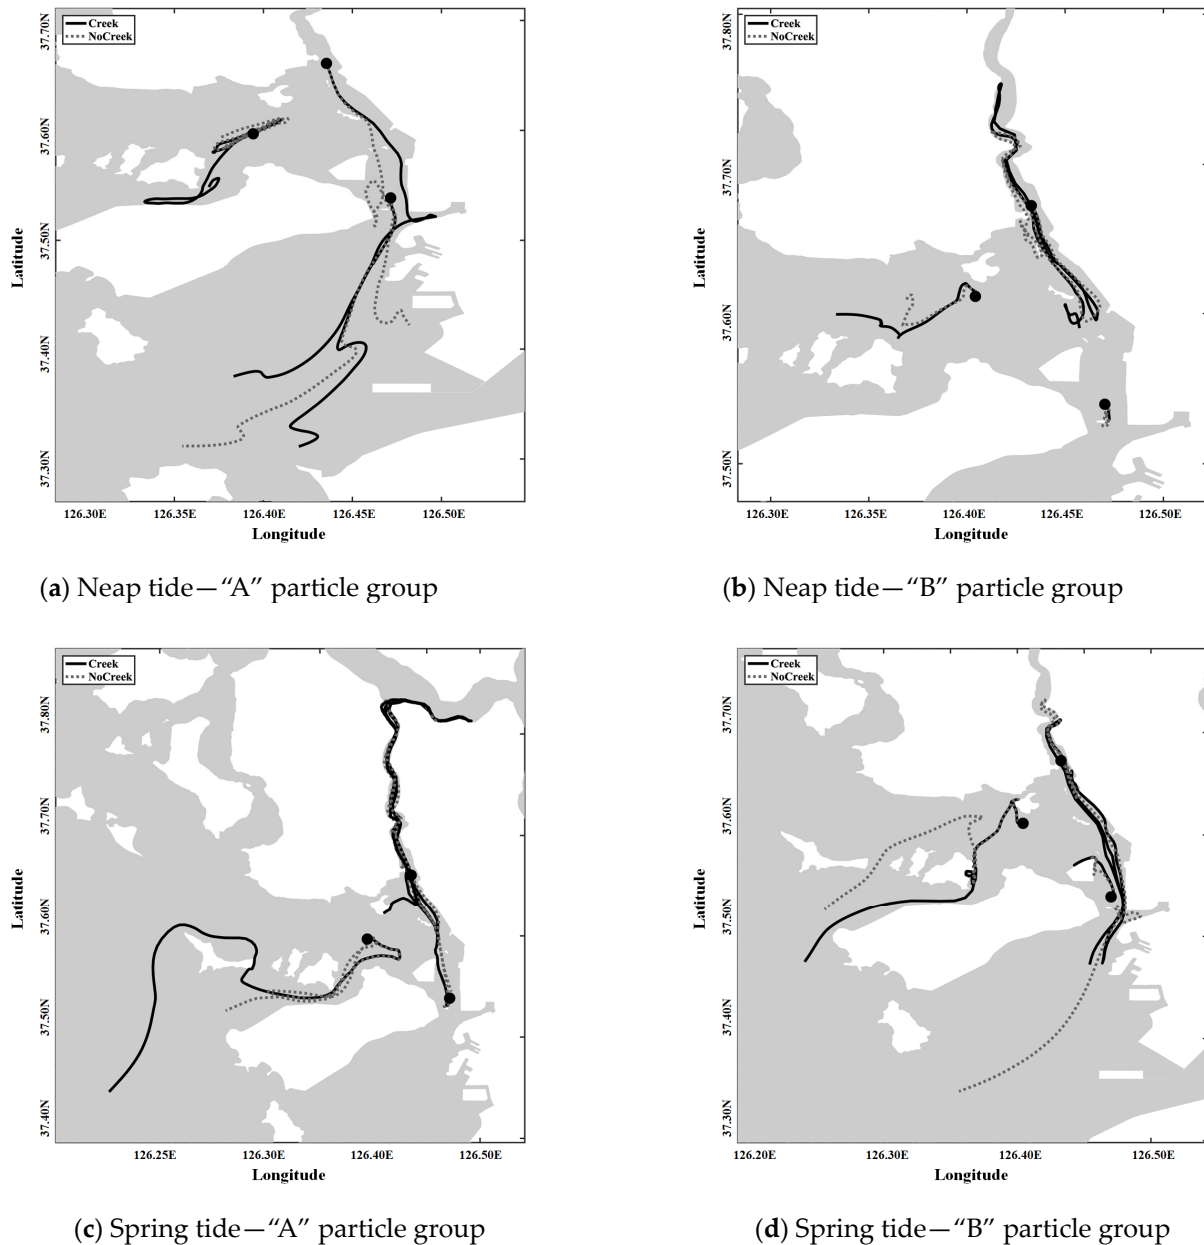 Creek
NoCreek
37.70N
37.60N
37.50N
37.40N
37.30N
Latitude
126.30E 126.35E 126.40E 126.45E 126.50E
Longitude
(a) Neap tide—“A” particle group
Creek
NoCreek
37.80N
37.70N
37.60N
37.50N
Latitude
126.30E 126.35E 126.40E 126.45E 126.50E
Longitude
(b) Neap tide—“B” particle group
Creek
NoCreek
37.80N
37.70N
37.60N
37.50N
37.40N
Latitude
126.25E 126.30E 126.40E 126.50E
Longitude
(c) Spring tide—“A” particle group
Creek
NoCreek
37.70N
37.60N
37.50N
37.40N
37.30N
Latitude
126.20E 126.30E 126.40E 126.50E
Longitude
(d) Spring tide—“B” particle group